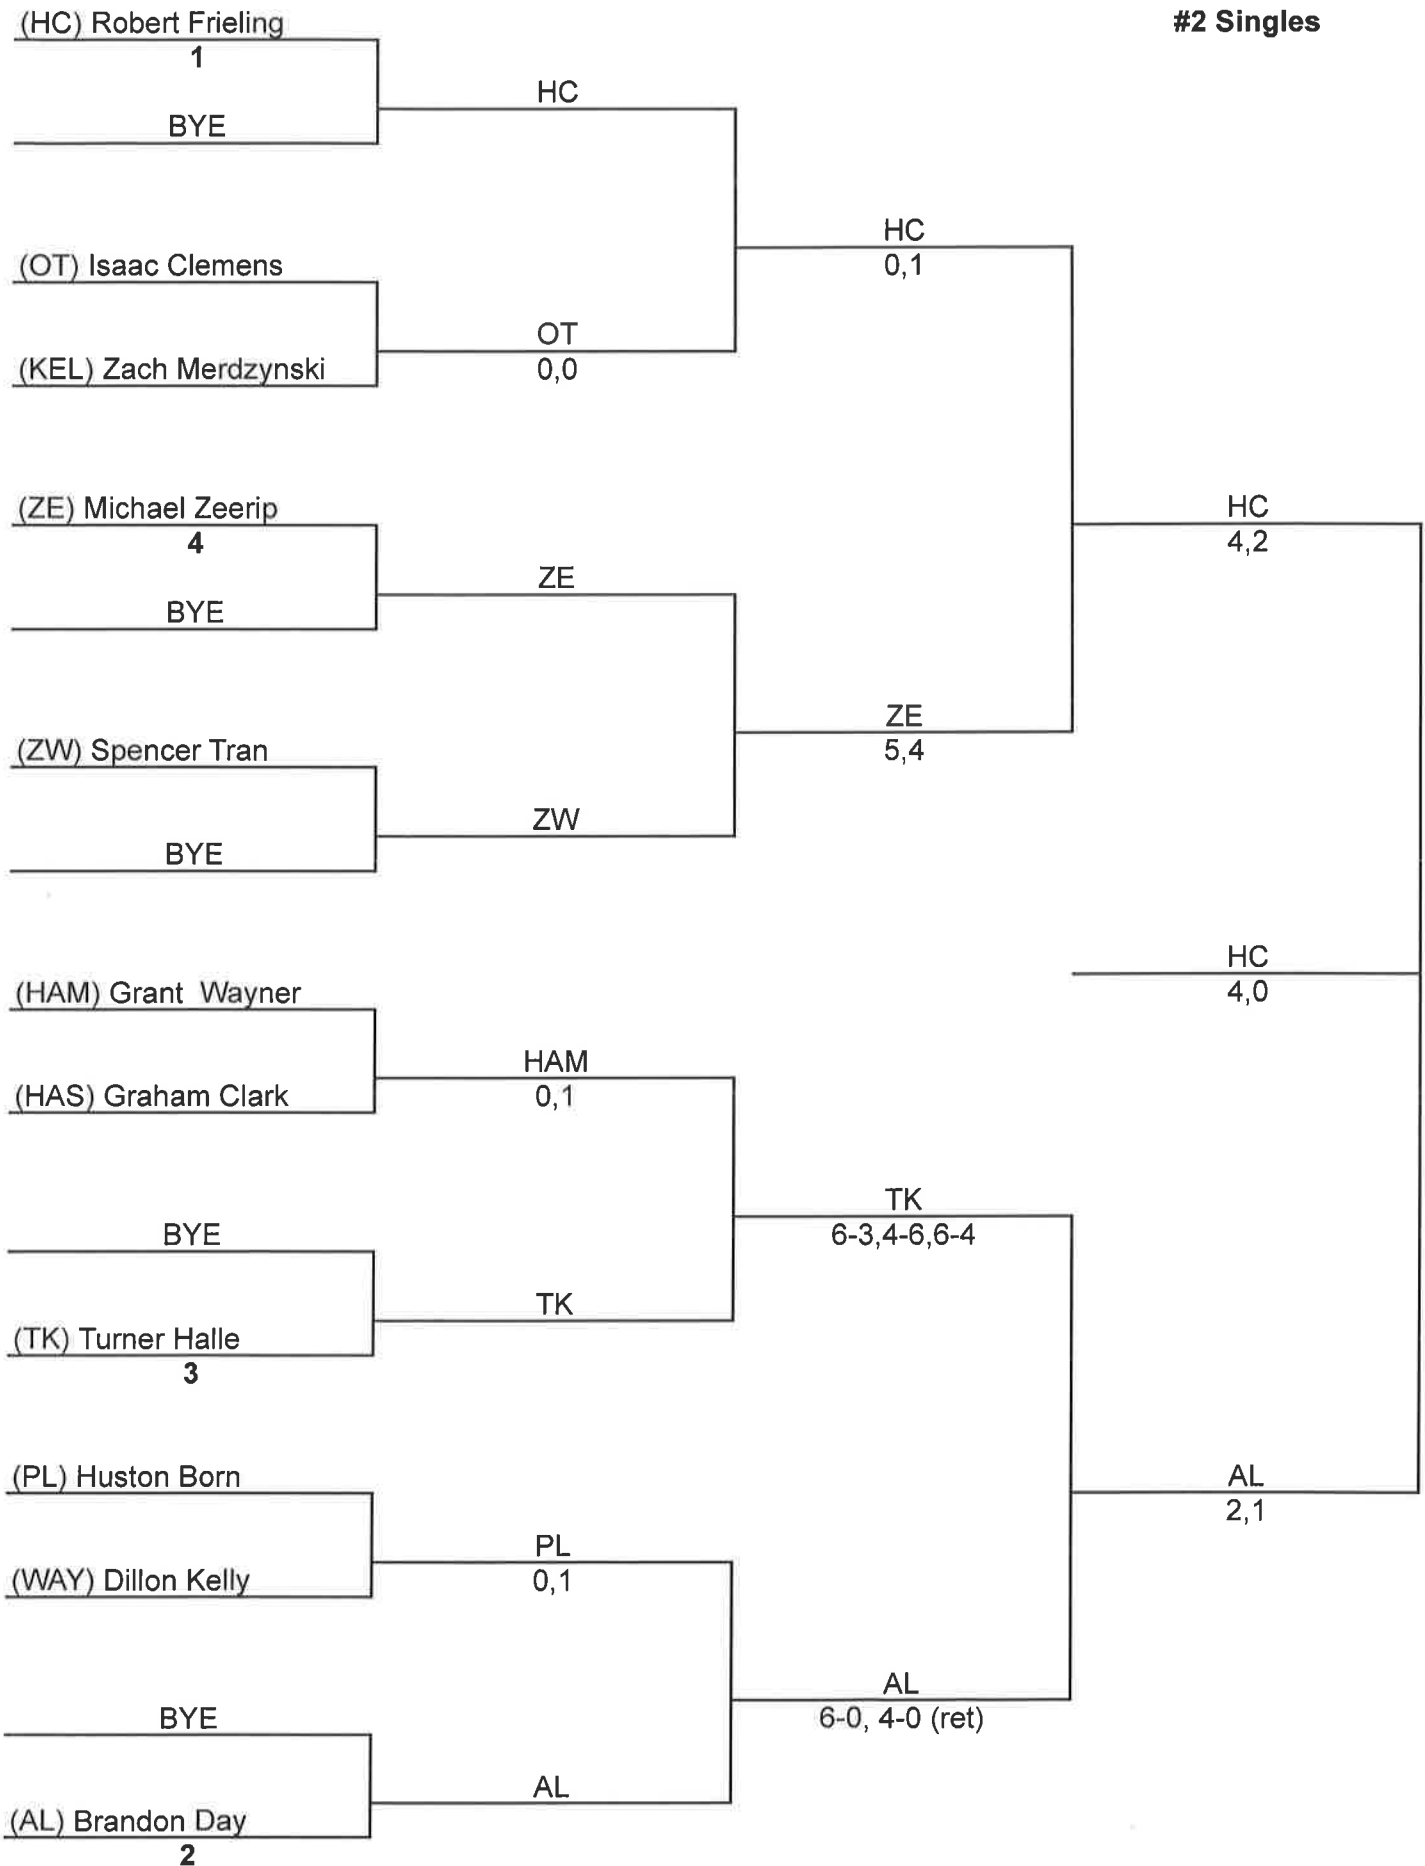 #2 Singles
(HC) Robert Frieling
1
HC
BYE
HC
0,1
(OT) Isaac Clemens
OT
0,0
(KEL) Zach Merdzynski
(ZE) Michael Zeerip
4
HC
4,2
ZE
BYE
ZE
5,4
(ZW) Spencer Tran
ZW
BYE
HC
4,0
(HAM) Grant Wayner
HAM
0,1
(HAS) Graham Clark
TK
6-3,4-6,6-4
BYE
TK
(TK) Turner Halle
3
(PL) Huston Born
AL
2,1
PL
0,1
(WAY) Dillon Kelly
AL
6-0, 4-0 (ret)
BYE
AL
(AL) Brandon Day
2